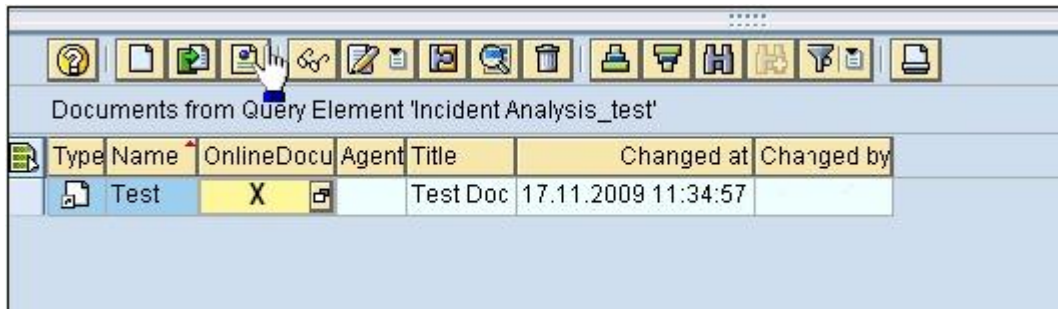 Documents from Query Element 'Incident Analysis_test'
Type Name OnlineDocu Agent Title Changed at Changed by
Test X Test Doc 17.11.2009 11:34:57